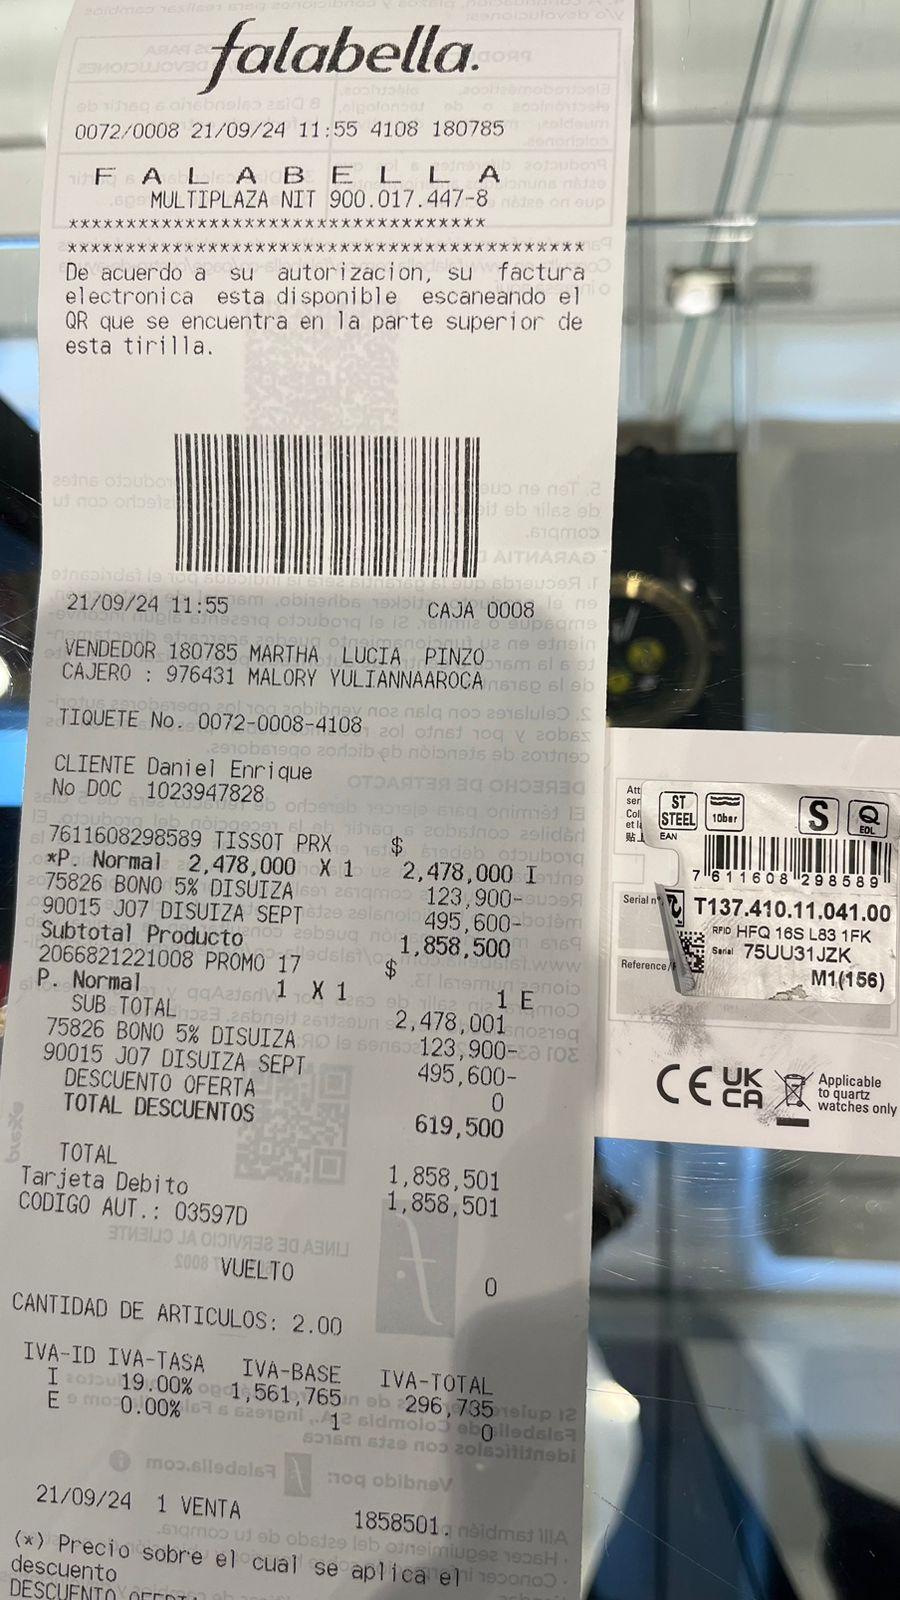 falabella.
0072/0008 21/09/24 11:55 4108 180785
F A L A B E L L A
MULTIPLAZA NIT 900.017.447-8
**********************************
******************************************
De acuerdo a su autorizacion, su factura
electronica esta disponible escaneando el
QR que se encuentra en la parte superior de
esta tirilla.
21/09/24 11:55 CAJA 0008
VENDEDOR 180785 MARTHA LUCIA PINZO
CAJERO : 976431 MALORY YULIANNAAROCA
TIQUETE No. 0072-0008-4108
CLIENTE Daniel Enrique
No DOC 1023947828
7611608298589 TISSOT PRX $
*P. Normal 2,478,000 X 1 2,478,000 I
75826 BONO 5% DISUIZA 123,900-
90015 J07 DISUIZA SEPT 495,600-
Subtotal Producto 1,858,500
2066821221008 PROMO 17 $
P. Normal 1 X 1 1 E
SUB TOTAL 2,478,001
75826 BONO 5% DISUIZA 123,900-
90015 J07 DISUIZA SEPT 495,600-
DESCUENTO OFERTA 0
TOTAL DESCUENTOS 619,500
TOTAL 1,858,501
Tarjeta Debito 1,858,501
CODIGO AUT.: 03597D
VUELTO 0
CANTIDAD DE ARTICULOS: 2.00
IVA-ID IVA-TASA IVA-BASE IVA-TOTAL
I 19.00% 1,561,765 296,735
E 0.00% 1 0
21/09/24 1 VENTA 1858501.
(*) Precio sobre el cual se aplica el
descuento
DESCUENTO OFERTA
ST STEEL
10bar
S
Q
EDL
EAN
7 611608 298589
Serial
T137.410.11.041.00
RFID HFQ 16S L83 1FK
Serial 75UU31JZK
Reference/
M1(156)
CE UK CA
Applicable
to quartz
watches only